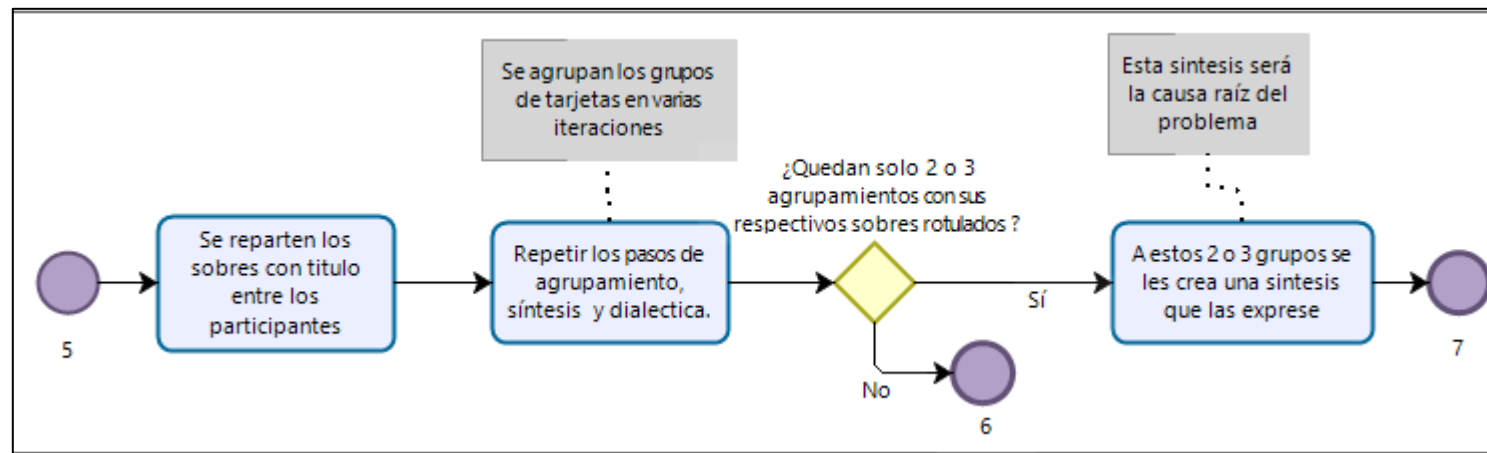 Se agrupan los grupos
de tarjetas en varias
iteraciones
Esta sintesis será
la causa raíz del
problema
¿Quedan solo 2 o 3
agrupamientos con sus
respectivos sobres rotulados ?
Se reparten los
sobres con titulo
entre los
participantes
Repetir los pasos de
agrupamiento,
síntesis y dialectica.
A estos 2 o 3 grupos se
les crea una sintesis
que las exprese
Sí
No
5
6
7